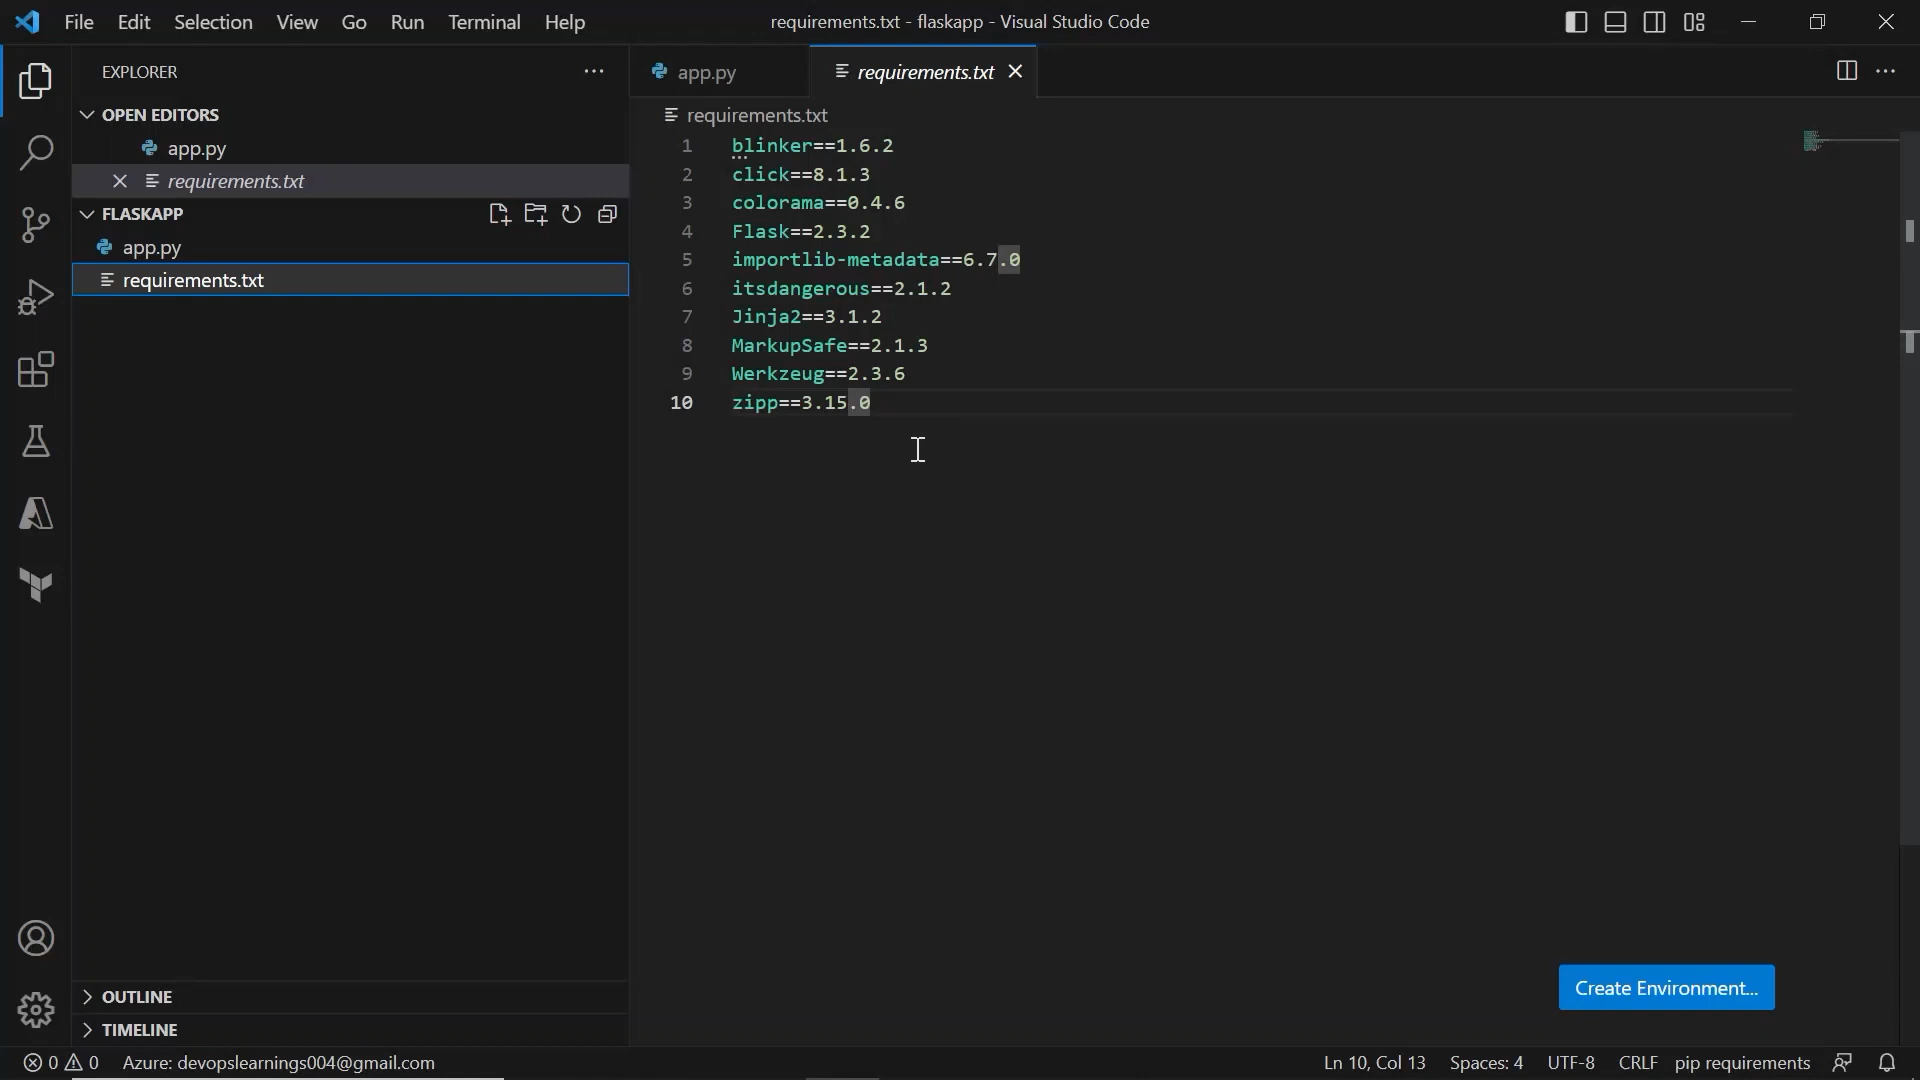 File Edit Selection View Go Run Terminal Help
requirements.txt - flaskapp - Visual Studio Code
EXPLORER
OPEN EDITORS
app.py
requirements.txt
FLASKAPP
app.py
requirements.txt
OUTLINE
TIMELINE
app.py
requirements.txt
requirements.txt
1 blinker==1.6.2
2 click==8.1.3
3 colorama==0.4.6
4 Flask==2.3.2
5 importlib-metadata==6.7.0
6 itsdangerous==2.1.2
7 Jinja2==3.1.2
8 MarkupSafe==2.1.3
9 Werkzeug==2.3.6
10 zipp==3.15.0
Create Environment...
0 0 Azure: devopslearnings004@gmail.com
Ln 10, Col 13 Spaces: 4 UTF-8 CRLF pip requirements